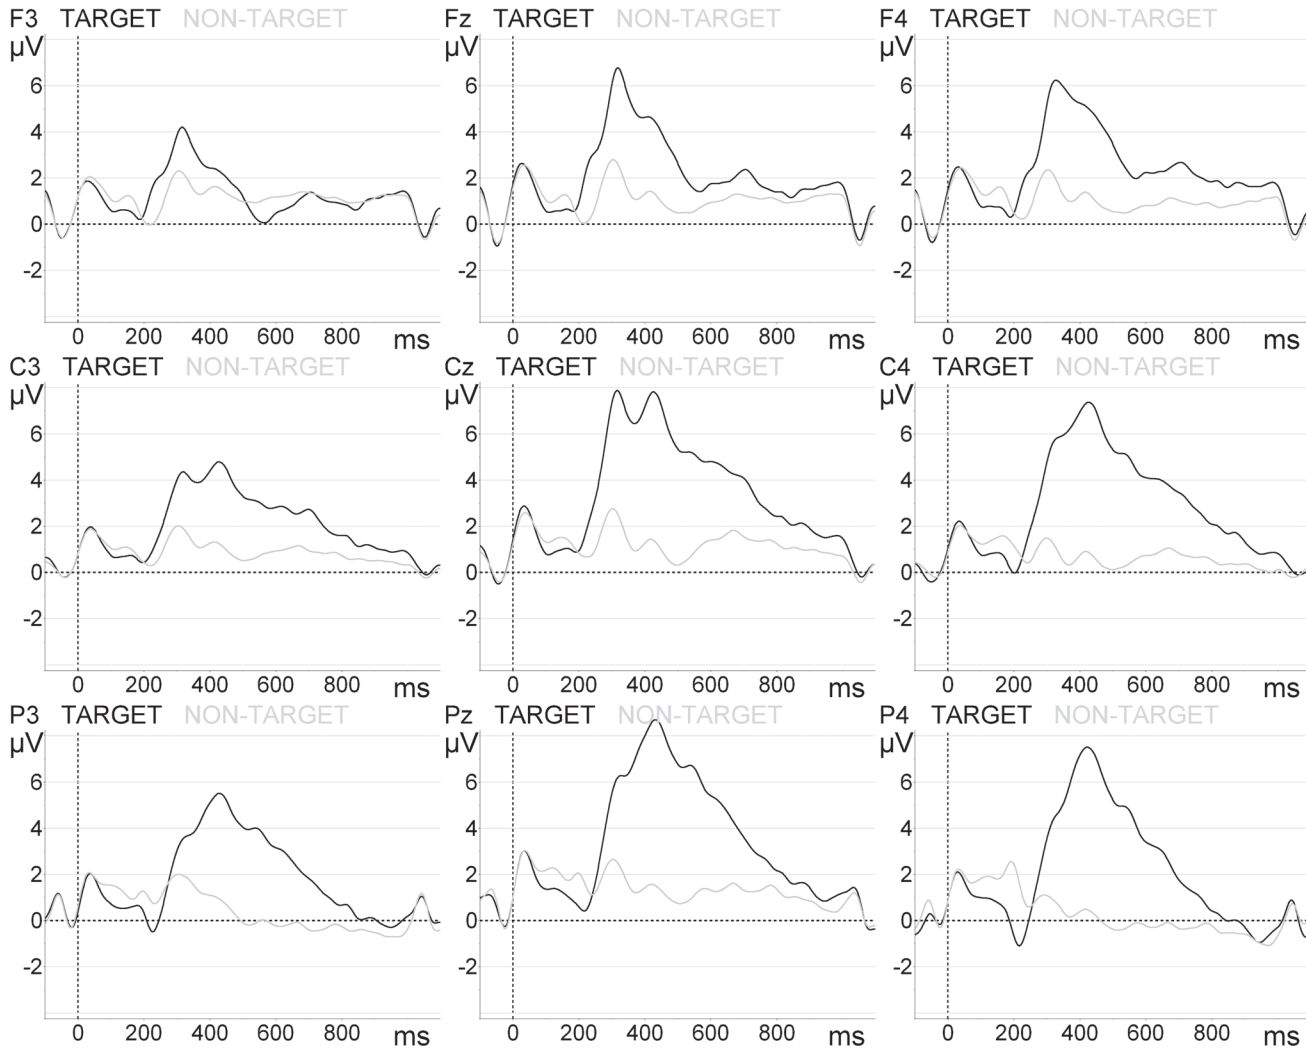 F3 TARGET NON-TARGET Fz TARGET NON-TARGET F4 TARGET NON-TARGET
µV µV µV
6 6 6
4 4 4
2 2 2
0 0 0
-2 -2 -2
0 200 400 600 800 ms 0 200 400 600 800 ms 0 200 400 600 800 ms
C3 TARGET NON-TARGET Cz TARGET NON-TARGET C4 TARGET NON-TARGET
µV µV µV
6 6 6
4 4 4
2 2 2
0 0 0
-2 -2 -2
0 200 400 600 800 ms 0 200 400 600 800 ms 0 200 400 600 800 ms
P3 TARGET NON-TARGET Pz TARGET NON-TARGET P4 TARGET NON-TARGET
µV µV µV
6 6 6
4 4 4
2 2 2
0 0 0
-2 -2 -2
0 200 400 600 800 ms 0 200 400 600 800 ms 0 200 400 600 800 ms